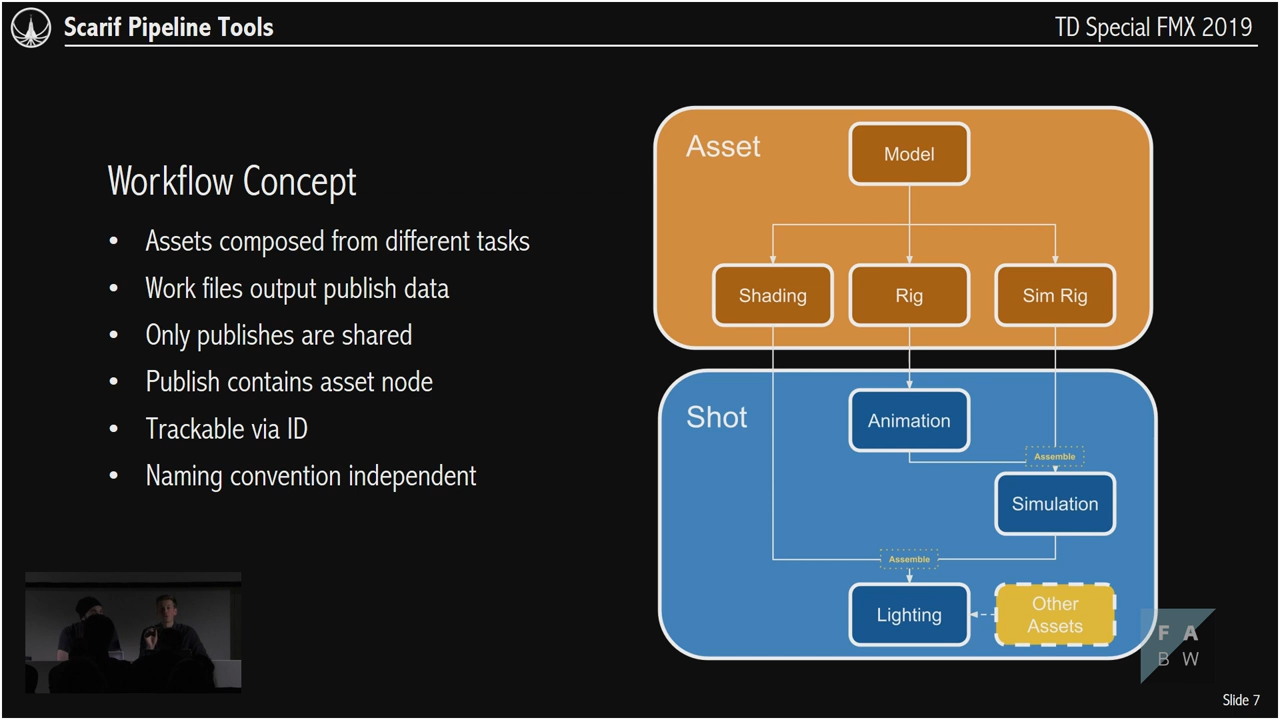 Scarif Pipeline Tools
TD Special FMX 2019
Workflow Concept
• Assets composed from different tasks
• Work files output publish data
• Only publishes are shared
• Publish contains asset node
• Trackable via ID
• Naming convention independent
Asset
Model
Shading
Rig
Sim Rig
Shot
Animation
Assemble
Simulation
Assemble
Lighting
Other
Assets
F A
B W
Slide 7